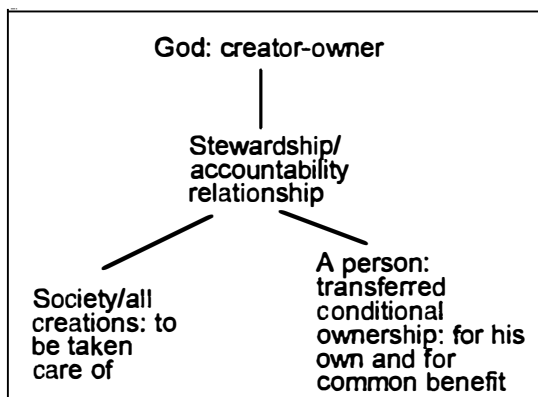 God: creator-owner
Stewardship/
accountability
relationship
Society/all
creations: to
be taken
care of
A person:
transferred
conditional
ownership: for his
own and for
common benefit